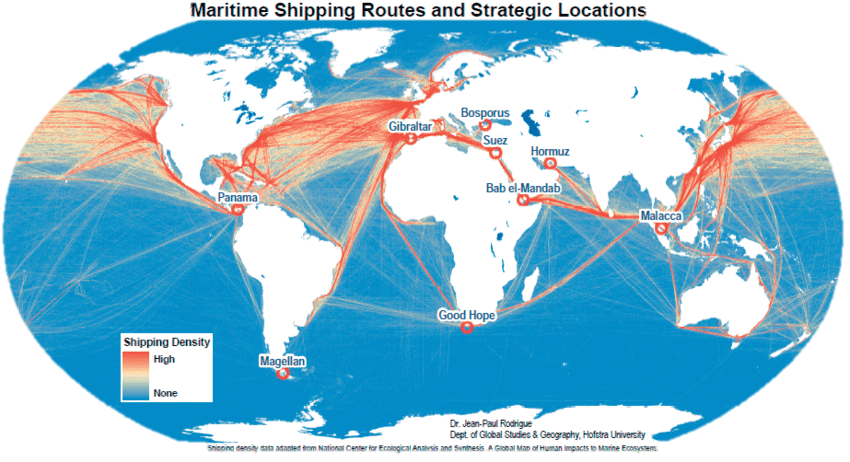 Maritime Shipping Routes and Strategic Locations
Bosporus
Gibraltar
Suez
Hormuz
Bab el-Mandab
Panama
Malacca
Good Hope
Magellan
Shipping Density
High
None
Dr. Jean-Paul Rodrigue
Dept. of Global Studies & Geography, Hofstra University
Shipping density data adapted from National Center for Ecological Analysis and Synthesis. A Global Map of Human Impacts to Marine Ecosystems.